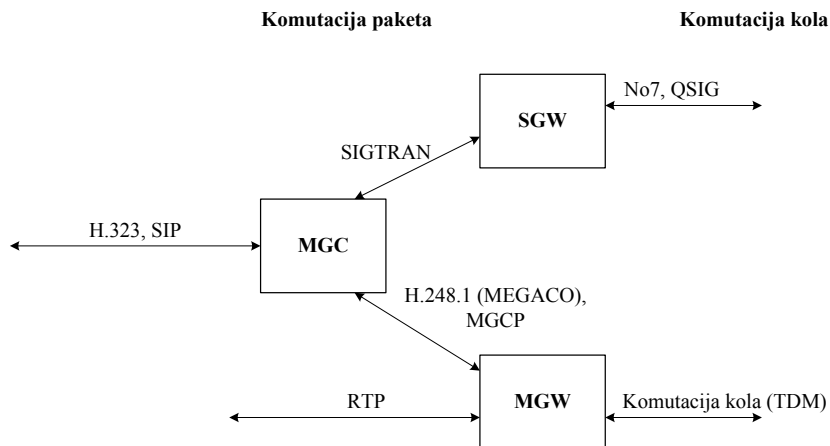 Komutacija paketa
Komutacija kola
No7, QSIG
SGW
SIGTRAN
H.323, SIP
MGC
H.248.1 (MEGACO),
MGCP
RTP
MGW
Komutacija kola (TDM)